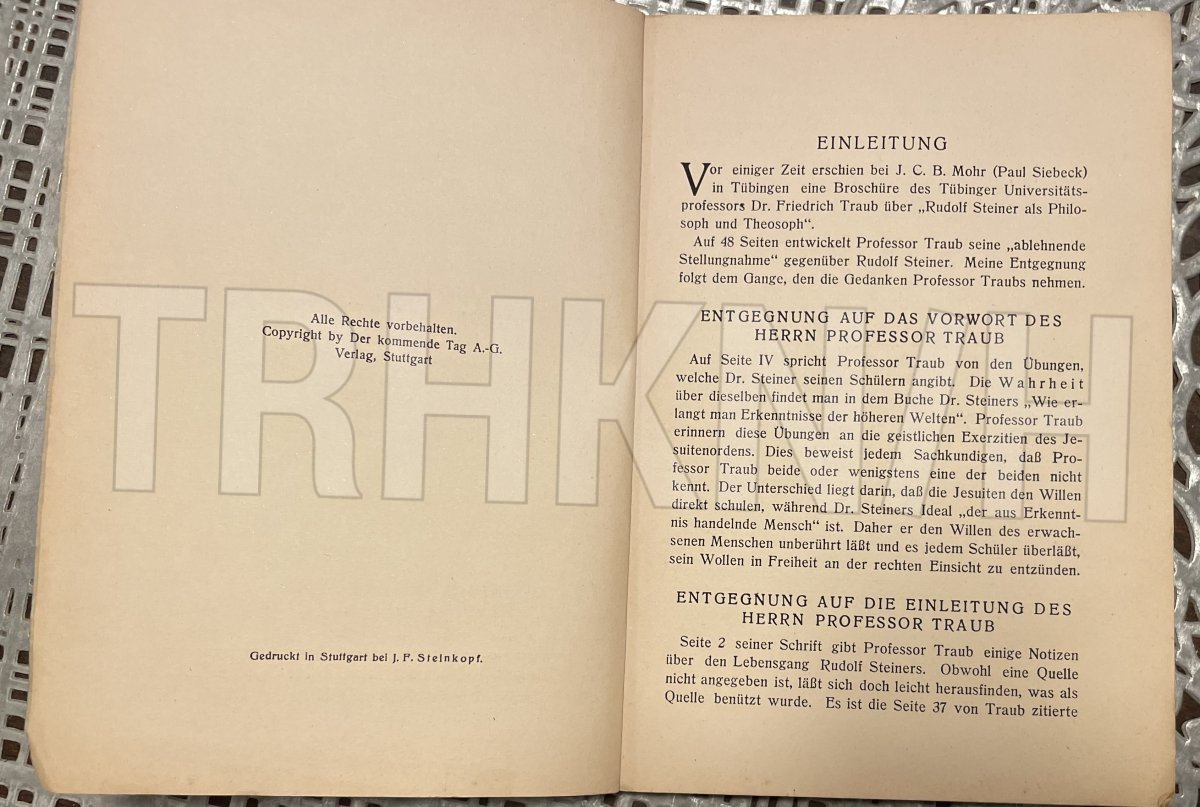 Alle Rechte vorbehalten.
Copyright by Der kommende Tag A.-G.
Verlag, Stuttgart
Gedruckt in Stuttgart bei J. F. Steinkopf.
EINLEITUNG
Vor einiger Zeit erschien bei J. C. B. Mohr (Paul Siebeck)
in Tübingen eine Broschüre des Tübinger Universitäts-
professors Dr. Friedrich Traub über „Rudolf Steiner als Philo-
soph und Theosoph“.
Auf 48 Seiten entwickelt Professor Traub seine „ablehnende
Stellungnahme“ gegenüber Rudolf Steiner. Meine Entgegnung
folgt dem Gange, den die Gedanken Professor Traubs nehmen.
ENTGEGNUNG AUF DAS VORWORT DES
HERRN PROFESSOR TRAUB
Auf Seite IV spricht Professor Traub von den Übungen,
welche Dr. Steiner seinen Schülern angibt. Die Wahrheit
über dieselben findet man in dem Buche Dr. Steiners „Wie er-
langt man Erkenntnisse der höheren Welten“. Professor Traub
erinnern diese Übungen an die geistlichen Exerzitien des Je-
suitenordens. Dies beweist jedem Sachkundigen, daß Pro-
fessor Traub beide oder wenigstens eine der beiden nicht
kennt. Der Unterschied liegt darin, daß die Jesuiten den Willen
direkt schulen, während Dr. Steiners Ideal „der aus Erkennt-
nis handelnde Mensch“ ist. Daher er den Willen des erwach-
senen Menschen unberührt läßt und es jedem Schüler überläßt,
sein Wollen in Freiheit an der rechten Einsicht zu entzünden.
ENTGEGNUNG AUF DIE EINLEITUNG DES
HERRN PROFESSOR TRAUB
Seite 2 seiner Schrift gibt Professor Traub einige Notizen
über den Lebensgang Rudolf Steiners. Obwohl eine Quelle
nicht angegeben ist, läßt sich doch leicht herausfinden, was als
Quelle benützt wurde. Es ist die Seite 37 von Traub zitierte